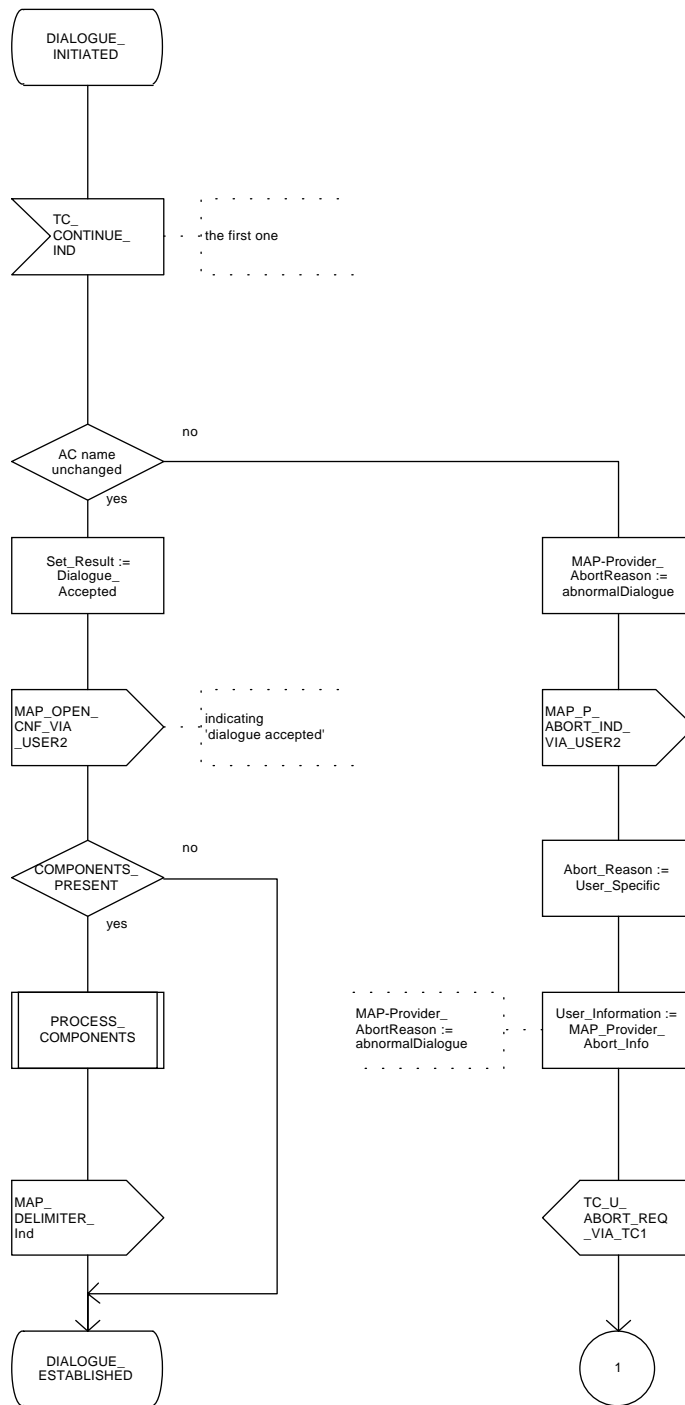 DIALOGUE_
INITIATED
TC_
CONTINUE_
IND
the first one
AC name
unchanged
no
yes
Set_Result :=
Dialogue_
Accepted
MAP-Provider_
AbortReason :=
abnormalDialogue
MAP_OPEN_
CNF_VIA
_USER2
indicating
'dialogue accepted'
MAP_P_
ABORT_IND_
VIA_USER2
COMPONENTS_
PRESENT
no
yes
Abort_Reason :=
User_Specific
PROCESS_
COMPONENTS
MAP-Provider_
AbortReason :=
abnormalDialogue
User_Information :=
MAP_Provider_
Abort_Info
MAP_
DELIMITER_
Ind
TC_U_
ABORT_REQ
_VIA_TC1
DIALOGUE_
ESTABLISHED
1